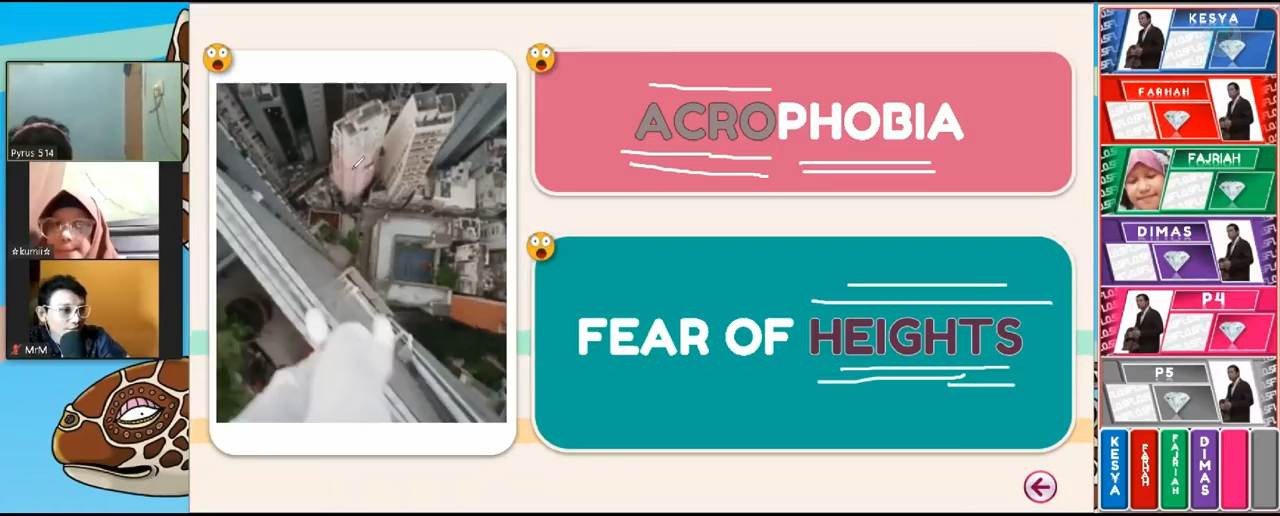 Pyrus 514
☆kumii☆
MrM
ACROPHOBIA
FEAR OF HEIGHTS
KESYA
FARHAH
FAJRIAH
DIMAS
P4
P5
KESYA
FARHAH
FAJRIAH
DIMAS